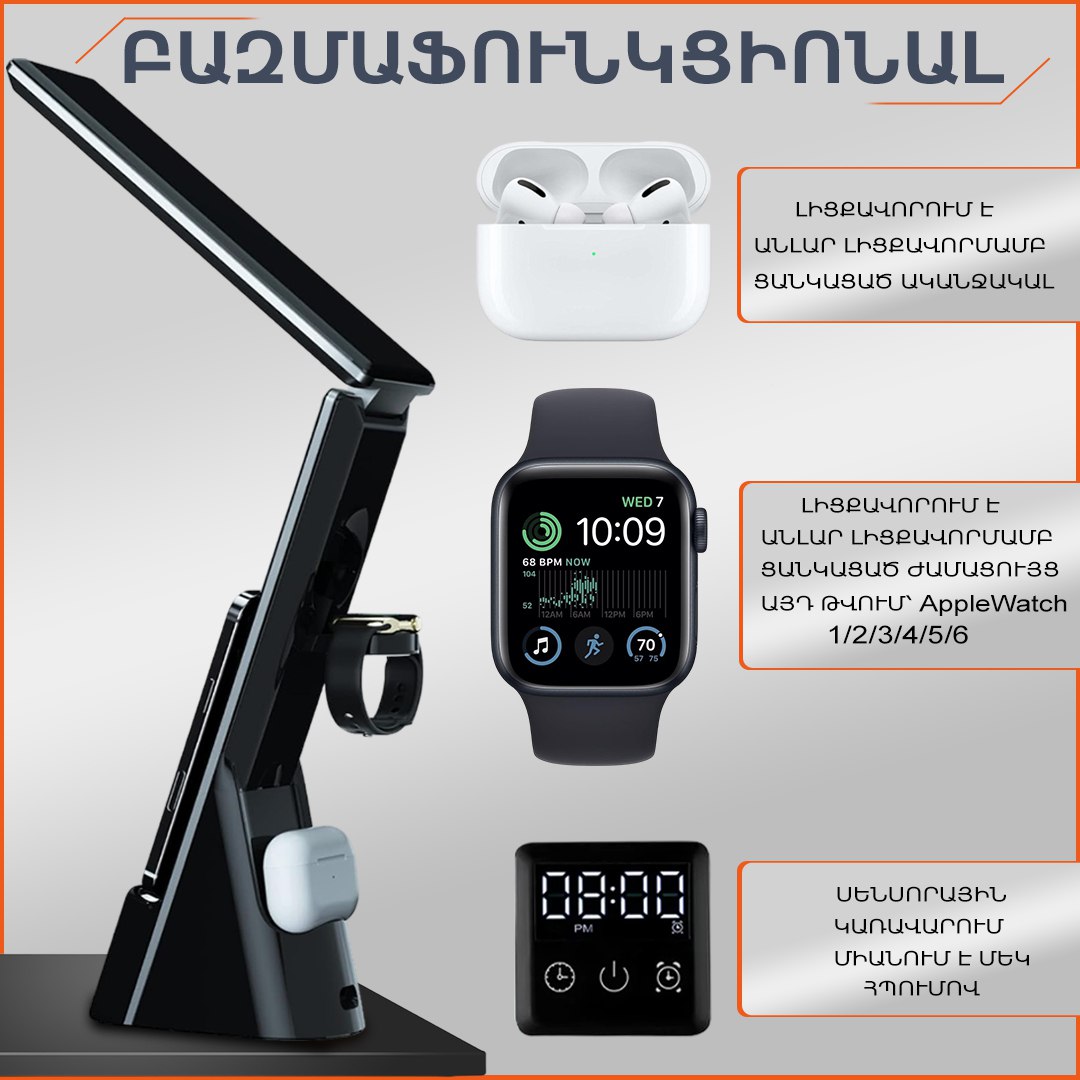 ԲԱԶՄԱՖՈՒՆԿՑԻՈՆԱԼ
ԼԻՑՔԱՎՈՐՈՒՄ Է
ԱՆԼԱՐ ԼԻՑՔԱՎՈՐՄԱՄԲ
ՑԱՆԿԱՑԱԾ ԱԿԱՆՋԱԿԱԼ
WED 7
10:09
68 BPM NOW
104
52
12AM 6AM 12PM 6PM
70
57 75
ԼԻՑՔԱՎՈՐՈՒՄ Է
ԱՆԼԱՐ ԼԻՑՔԱՎՈՐՄԱՄԲ
ՑԱՆԿԱՑԱԾ ԺԱՄԱՑՈՒՅՑ
ԱՅԴ ԹՎՈՒՄ՝ AppleWatch
1/2/3/4/5/6
08:00
PM
ՍԵՆՍՈՐԱՅԻՆ
ԿԱՌԱՎԱՐՈՒՄ
ՄԻԱՆՈՒՄ Է ՄԵԿ
ՀՊՈՒՄՈՎ